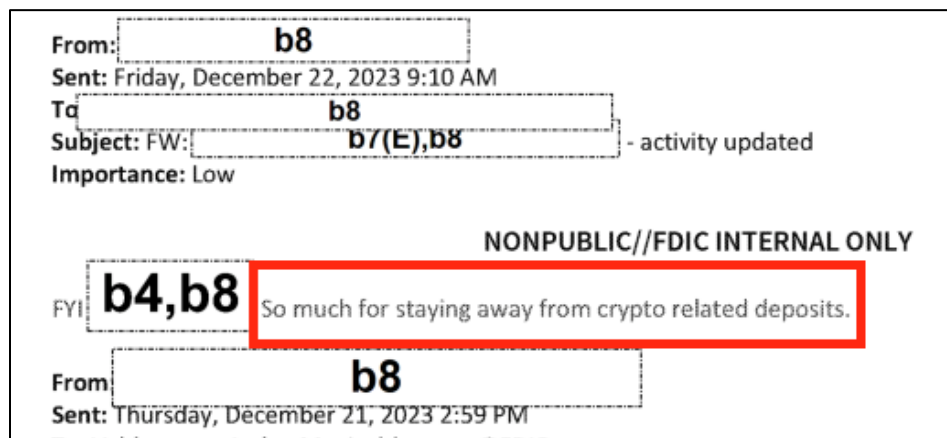 From: b8
Sent: Friday, December 22, 2023 9:10 AM
To b8
Subject: FW: b7(E),b8 - activity updated
Importance: Low
NONPUBLIC//FDIC INTERNAL ONLY
FYI b4,b8 So much for staying away from crypto related deposits.
From b8
Sent: Thursday, December 21, 2023 2:59 PM